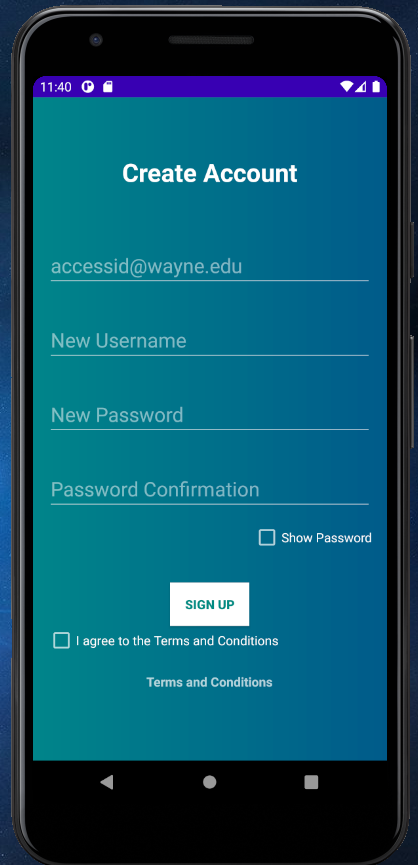 11:40
Create Account
accessid@wayne.edu
New Username
New Password
Password Confirmation
Show Password
SIGN UP
I agree to the Terms and Conditions
Terms and Conditions